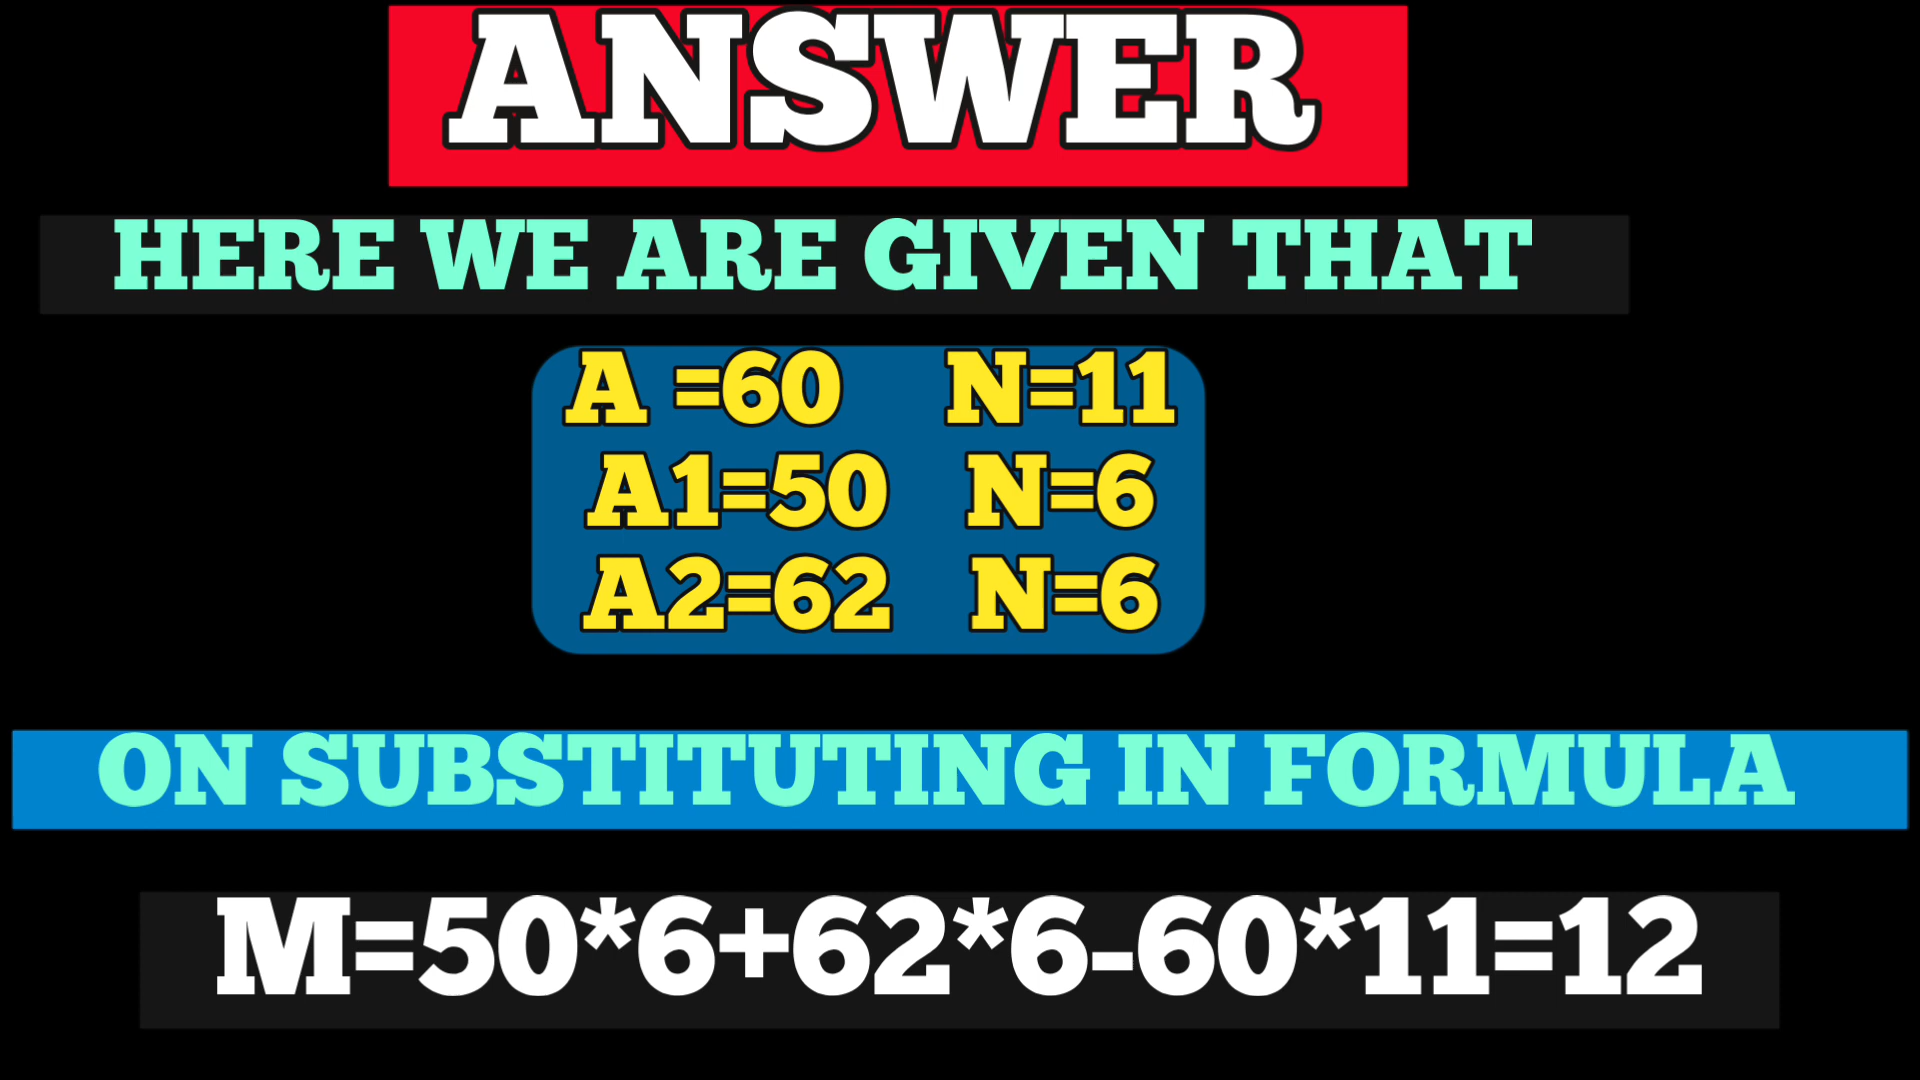 ANSWER
HERE WE ARE GIVEN THAT
A =60 N=11
A1=50 N=6
A2=62 N=6
ON SUBSTITUTING IN FORMULA
M=50*6+62*6-60*11=12